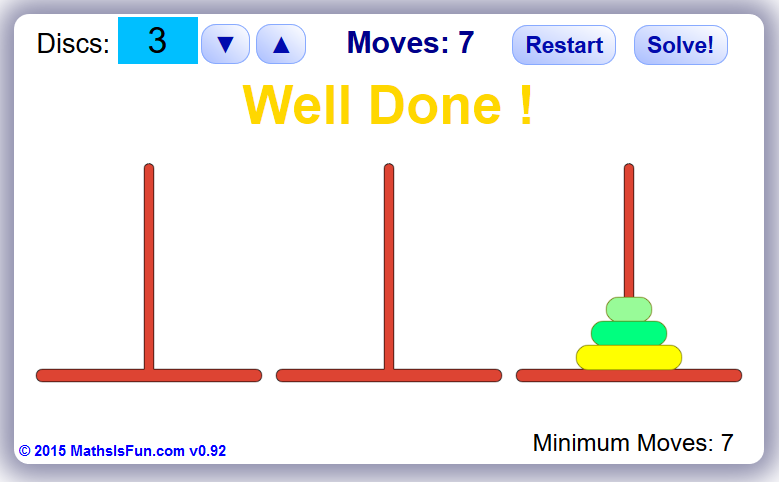 Discs: 3 ▼ ▲ Moves: 7 Restart Solve!
Well Done !
Minimum Moves: 7
© 2015 MathsIsFun.com v0.92